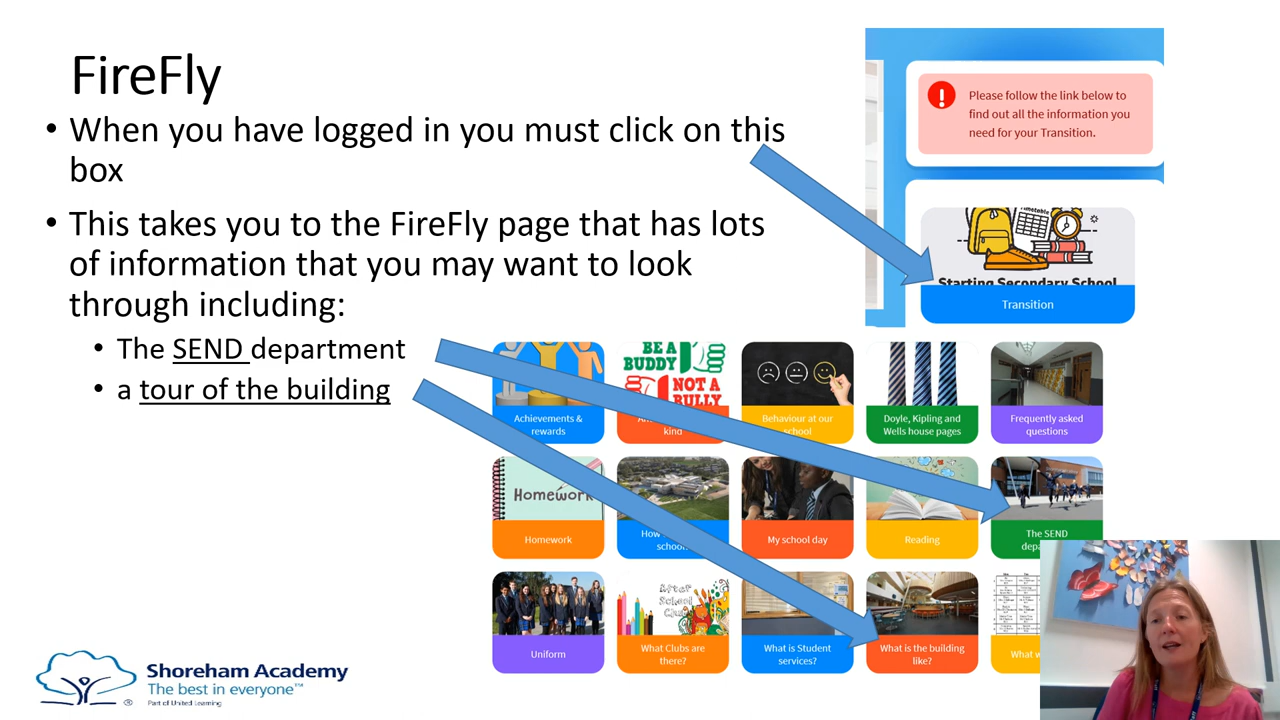 FireFly
• When you have logged in you must click on this
box
• This takes you to the FireFly page that has lots
of information that you may want to look
through including:
• The SEND department
• a tour of the building
Please follow the link below to
find out all the information you
need for your Transition.
Timetable
Starting Secondary School
Transition
BE A
BUDDY
NOT A
BULLY
Achievements &
rewards
kind
Behaviour at our
school
Doyle, Kipling and
Wells house pages
Frequently asked
questions
Homework
Homework
How
school
My school day
Reading
The SEND
Uniform
After
School
Clubs
What Clubs are
there?
What is Student
services?
What is the building
like?
What
Shoreham Academy
The best in everyone™
Part of United Learning